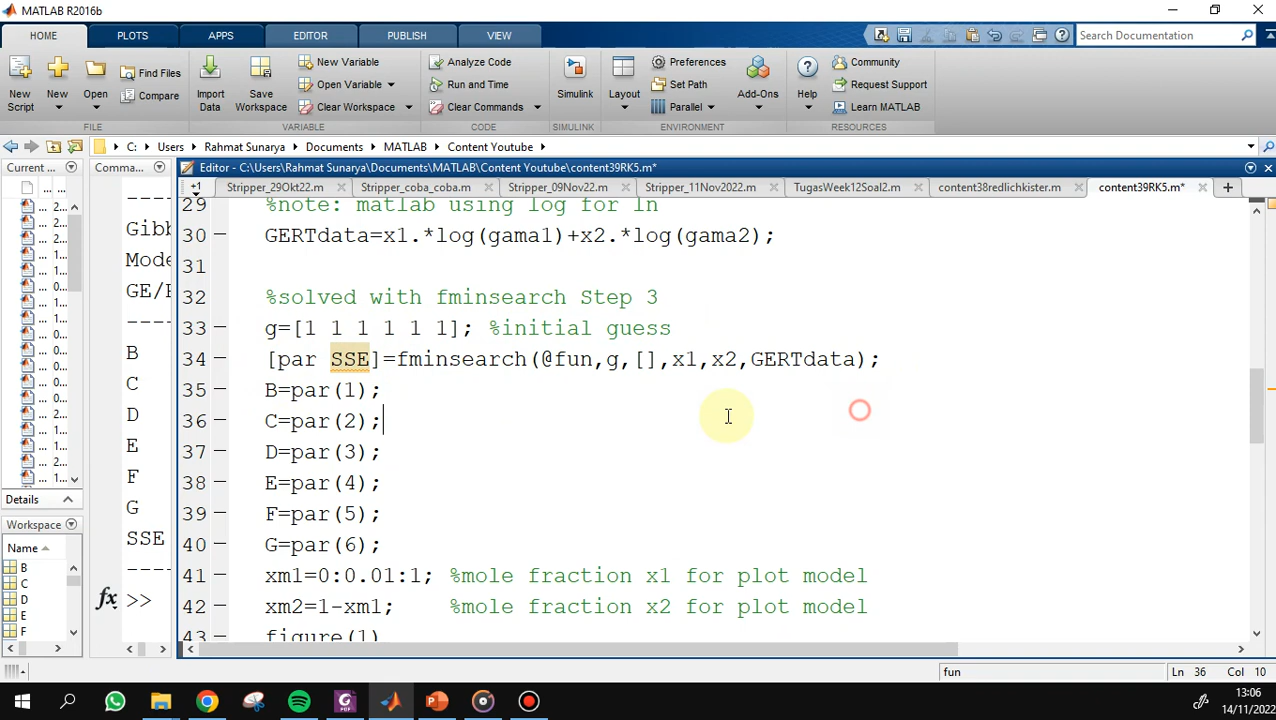 MATLAB R2016b
HOME PLOTS APPS EDITOR PUBLISH VIEW
Search Documentation
New Script
New
Open
Find Files
Compare
FILE
Import Data
Save Workspace
New Variable
Open Variable
Clear Workspace
VARIABLE
Analyze Code
Run and Time
Clear Commands
CODE
Simulink
SIMULINK
Layout
Preferences
Set Path
Parallel
ENVIRONMENT
Add-Ons
Help
Community
Request Support
Learn MATLAB
RESOURCES
C: Users Rahmat Sunarya Documents MATLAB Content Youtube
Current ...
Comma...
Editor - C:\Users\Rahmat Sunarya\Documents\MATLAB\Content Youtube\content39RK5.m*
+1 Stripper_29Okt22.m Stripper_coba_coba.m Stripper_09Nov22.m Stripper_11Nov2022.m TugasWeek12Soal2.m content38redlichkister.m content39RK5.m*
29 %note: matlab using log for ln
30 GERTdata=x1.*log(gama1)+x2.*log(gama2);
31
32 %solved with fminsearch Step 3
33 g=[1 1 1 1 1 1]; %initial guess
34 [par SSE]=fminsearch(@fun,g,[],x1,x2,GERTdata);
35 B=par(1);
36 C=par(2);
37 D=par(3);
38 E=par(4);
39 F=par(5);
40 G=par(6);
41 xm1=0:0.01:1; %mole fraction x1 for plot model
42 xm2=1-xm1; %mole fraction x2 for plot model
43 figure(1)
Gibb
Mode
GE/R
B
C
D
E
F
G
SSE
fx >>
Details
Workspace
Name
B
C
D
E
F
fun
Ln 36 Col 10
13:06
14/11/2022